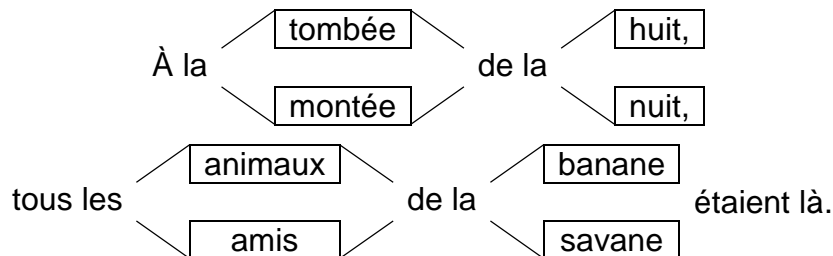 tombée huit,
À la de la
montée nuit,
animaux banane
tous les de la étaient là.
amis savane